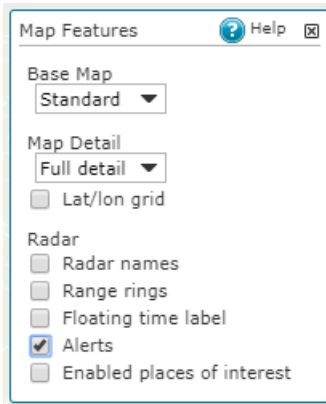 Map Features ? Help x
Base Map
Standard
Map Detail
Full detail
Lat/lon grid
Radar
Radar names
Range rings
Floating time label
Alerts
Enabled places of interest